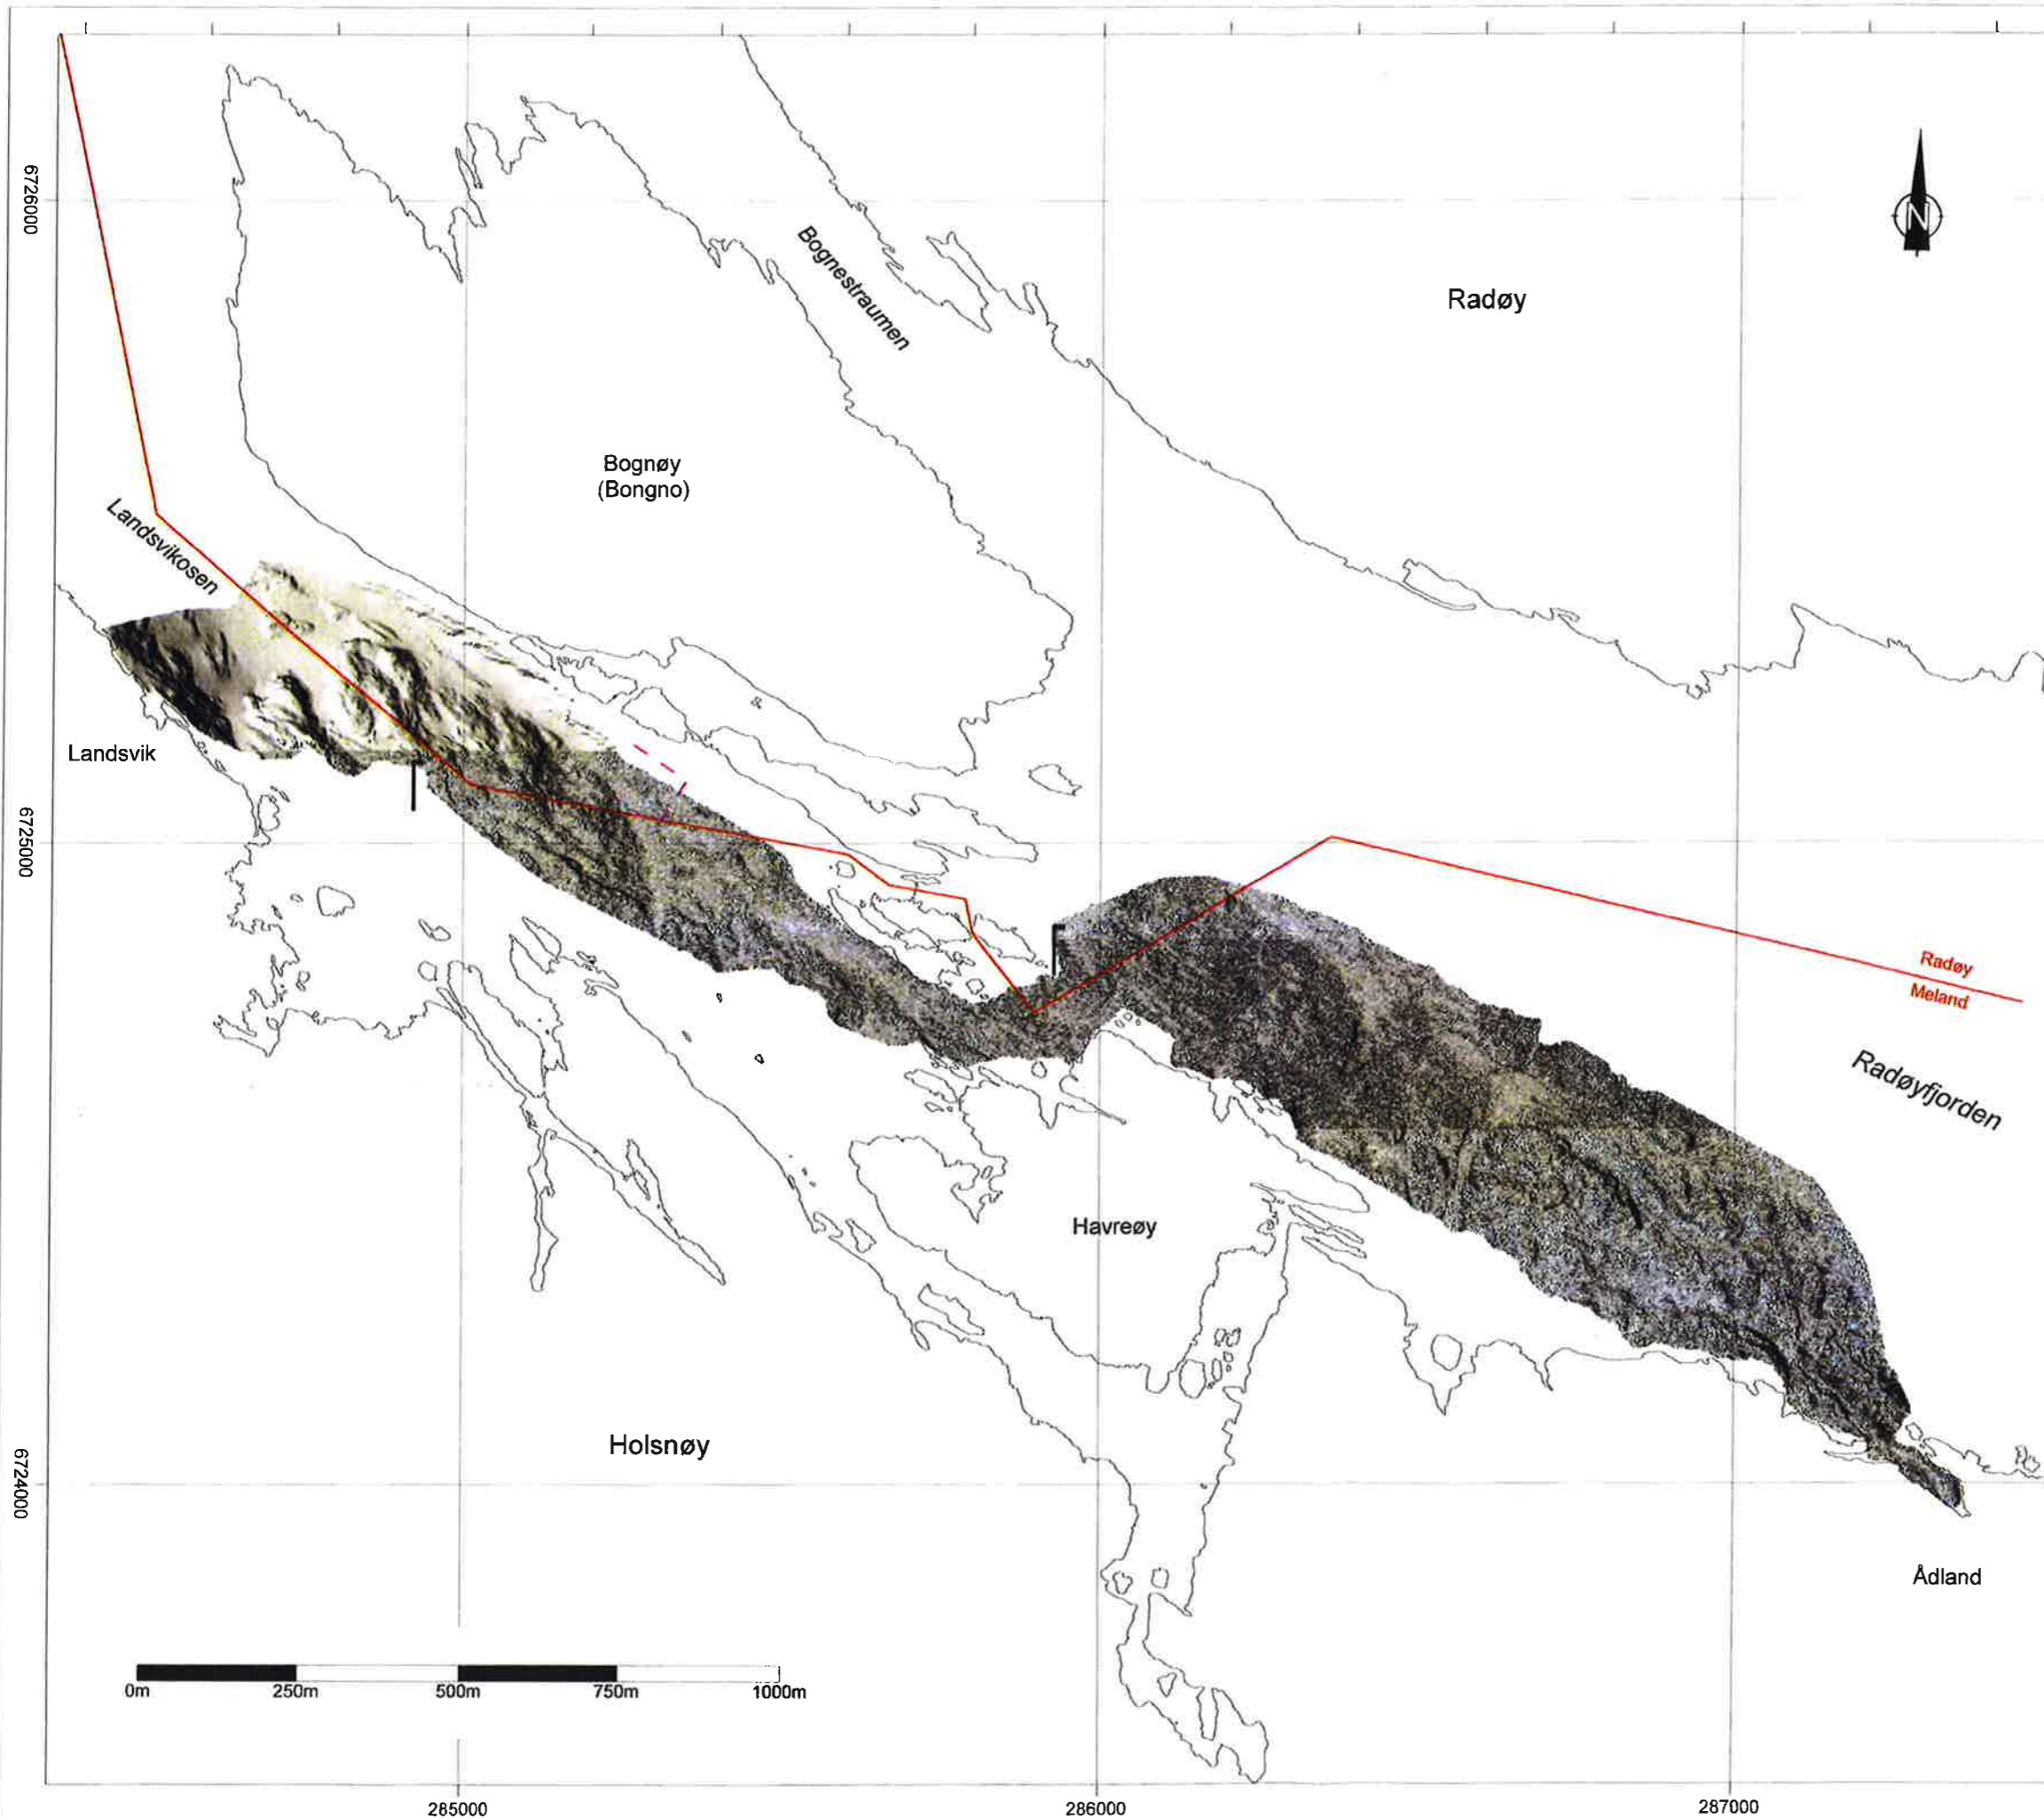 6726000
N
Bognestraumen
Radøy
Bognøy
(Bongno)
Landsvikosen
Landsvik
6725000
Radøy
Meland
Radøyfjorden
Havreøy
Holsnøy
6724000
Ådland
0m 250m 500m 750m 1000m
285000 286000 287000